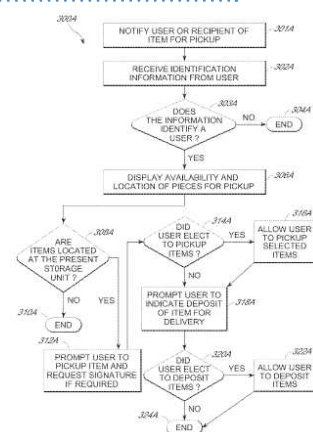 300A
NOTIFY USER OR RECIPIENT OF
ITEM FOR PICKUP
301A
RECEIVE IDENTIFICATION
INFORMATION FROM USER
302A
303A
DOES
THE INFORMATION
IDENTIFY A
USER ?
NO
304A
END
YES
DISPLAY AVAILABILITY AND
LOCATION OF PIECES FOR PICKUP
306A
308A
ARE
ITEMS LOCATED
AT THE PRESENT
STORAGE
UNIT ?
NO
YES
310A
END
312A
PROMPT USER TO
PICKUP ITEM AND
REQUEST SIGNATURE
IF REQUIRED
314A
DID
USER ELECT
TO PICKUP
ITEMS ?
YES
316A
ALLOW USER
TO PICKUP
SELECTED
ITEMS
NO
PROMPT USER TO
INDICATE DEPOSIT
OF ITEM FOR
DELIVERY
318A
320A
DID
USER ELECT
TO DEPOSIT
ITEMS ?
YES
322A
ALLOW USER
TO DEPOSIT
ITEMS
NO
324A
END